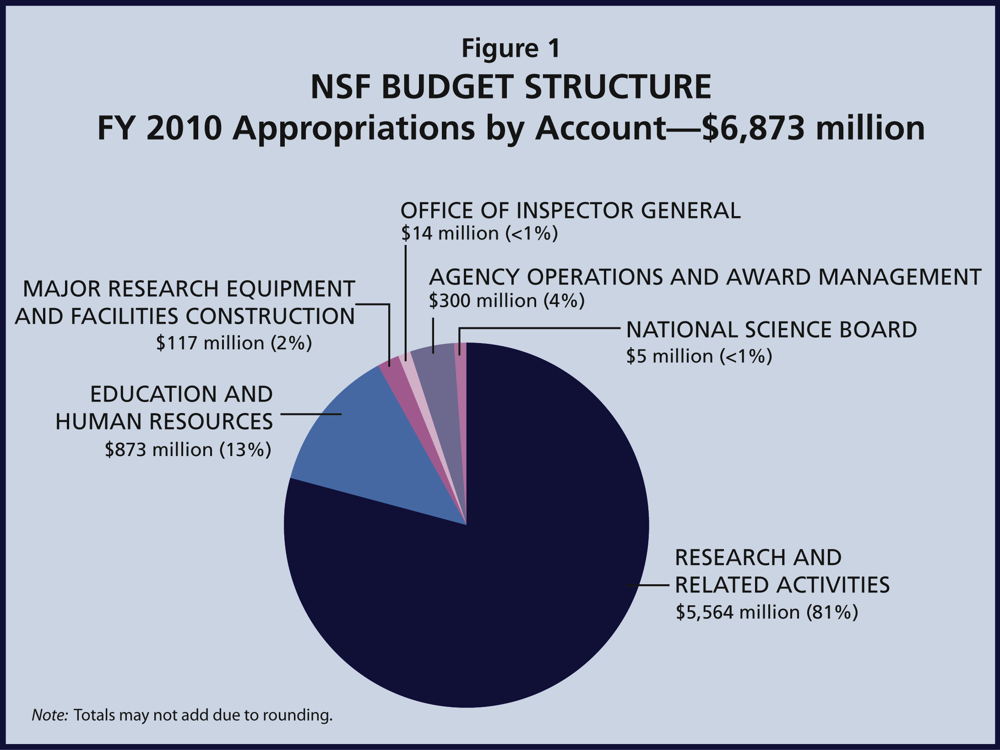 Figure 1
NSF BUDGET STRUCTURE
FY 2010 Appropriations by Account—$6,873 million
OFFICE OF INSPECTOR GENERAL
$14 million (<1%)
AGENCY OPERATIONS AND AWARD MANAGEMENT
$300 million (4%)
MAJOR RESEARCH EQUIPMENT
AND FACILITIES CONSTRUCTION
$117 million (2%)
NATIONAL SCIENCE BOARD
$5 million (<1%)
EDUCATION AND
HUMAN RESOURCES
$873 million (13%)
RESEARCH AND
RELATED ACTIVITIES
$5,564 million (81%)
Note: Totals may not add due to rounding.